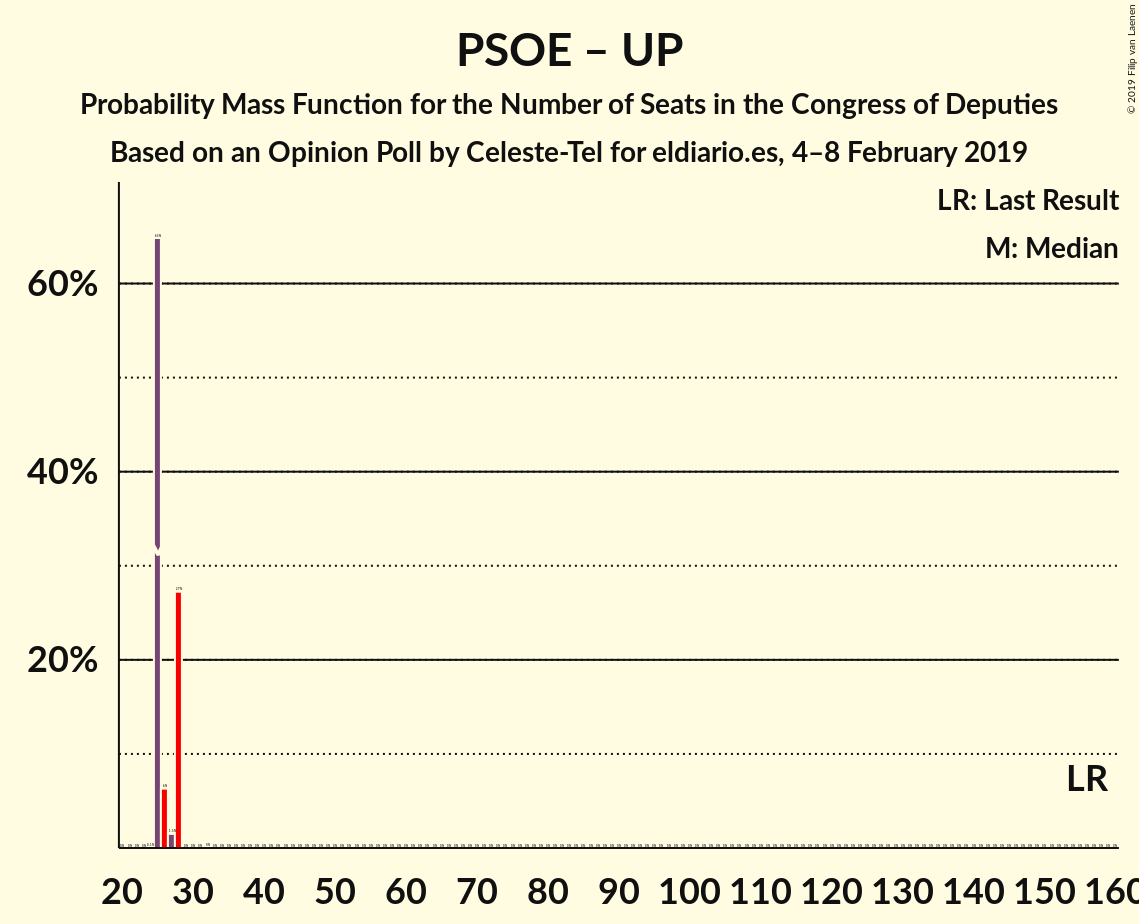 PSOE – UP
Probability Mass Function for the Number of Seats in the Congress of Deputies
Based on an Opinion Poll by Celeste-Tel for eldiario.es, 4–8 February 2019
© 2019 Filip van Laenen
LR: Last Result
M: Median
60%
40%
20%
LR
20 30 40 50 60 70 80 90 100 110 120 130 140 150 160